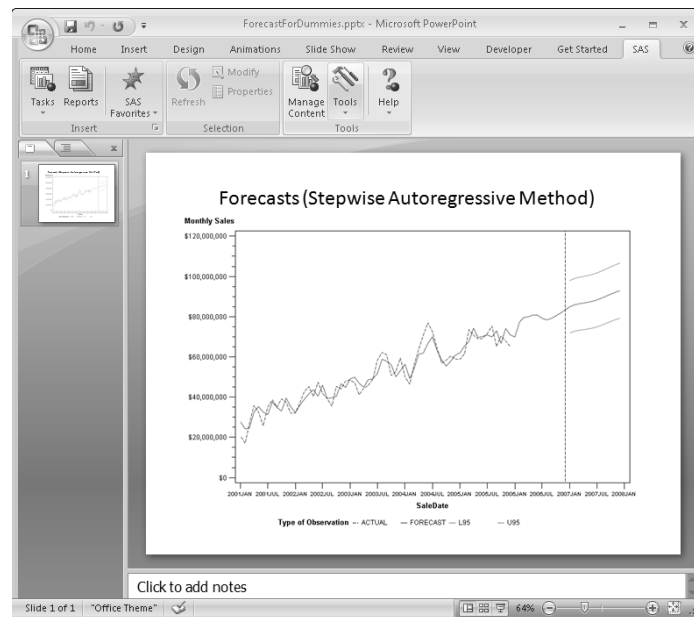 ForecastForDummies.pptx - Microsoft PowerPoint
Home Insert Design Animations Slide Show Review View Developer Get Started SAS
Tasks Reports SAS Favorites
Insert
Refresh Modify Properties
Selection
Manage Content Tools Help
Tools
1
Forecasts (Stepwise Autoregressive Method)
Monthly Sales
$120,000,000
$100,000,000
$80,000,000
$60,000,000
$40,000,000
$20,000,000
$0
2001JAN 2001JUL 2002JAN 2002JUL 2003JAN 2003JUL 2004JAN 2004JUL 2005JAN 2005JUL 2006JAN 2006JUL 2007JAN 2007JUL 2008JAN
SaleDate
Type of Observation ACTUAL FORECAST L95 U95
Click to add notes
Slide 1 of 1 "Office Theme" 64%